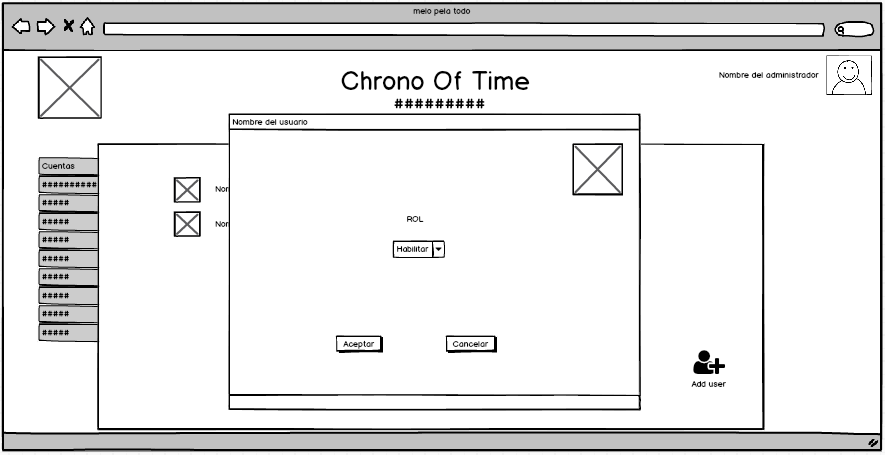 meio pela todo
Chrono Of Time
#########
Nombre del administrador
Nombre del usuario
Cuentas
##########
#####
#####
#####
#####
#####
#####
#####
#####
Nor
Nor
ROL
Habilitar
Aceptar
Cancelar
Add user